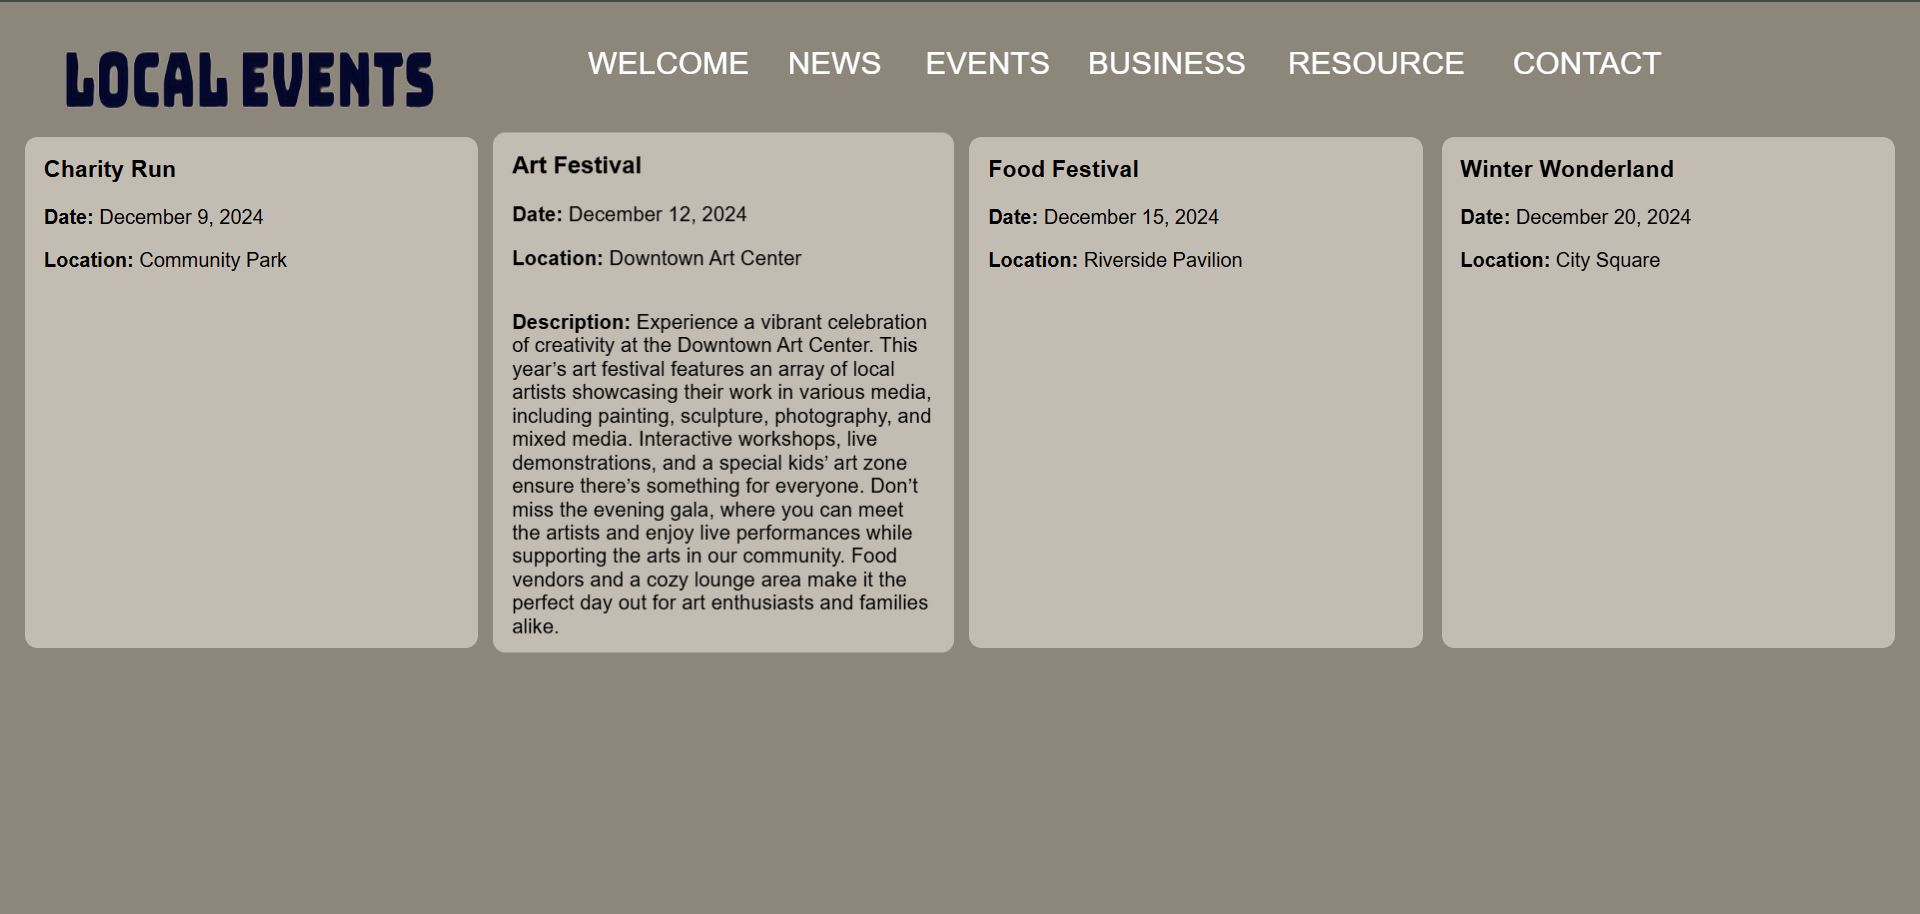 LOCAL EVENTS
WELCOME NEWS EVENTS BUSINESS RESOURCE CONTACT
Charity Run
Date: December 9, 2024
Location: Community Park
Art Festival
Date: December 12, 2024
Location: Downtown Art Center
Description: Experience a vibrant celebration
of creativity at the Downtown Art Center. This
year’s art festival features an array of local
artists showcasing their work in various media,
including painting, sculpture, photography, and
mixed media. Interactive workshops, live
demonstrations, and a special kids’ art zone
ensure there’s something for everyone. Don’t
miss the evening gala, where you can meet
the artists and enjoy live performances while
supporting the arts in our community. Food
vendors and a cozy lounge area make it the
perfect day out for art enthusiasts and families
alike.
Food Festival
Date: December 15, 2024
Location: Riverside Pavilion
Winter Wonderland
Date: December 20, 2024
Location: City Square